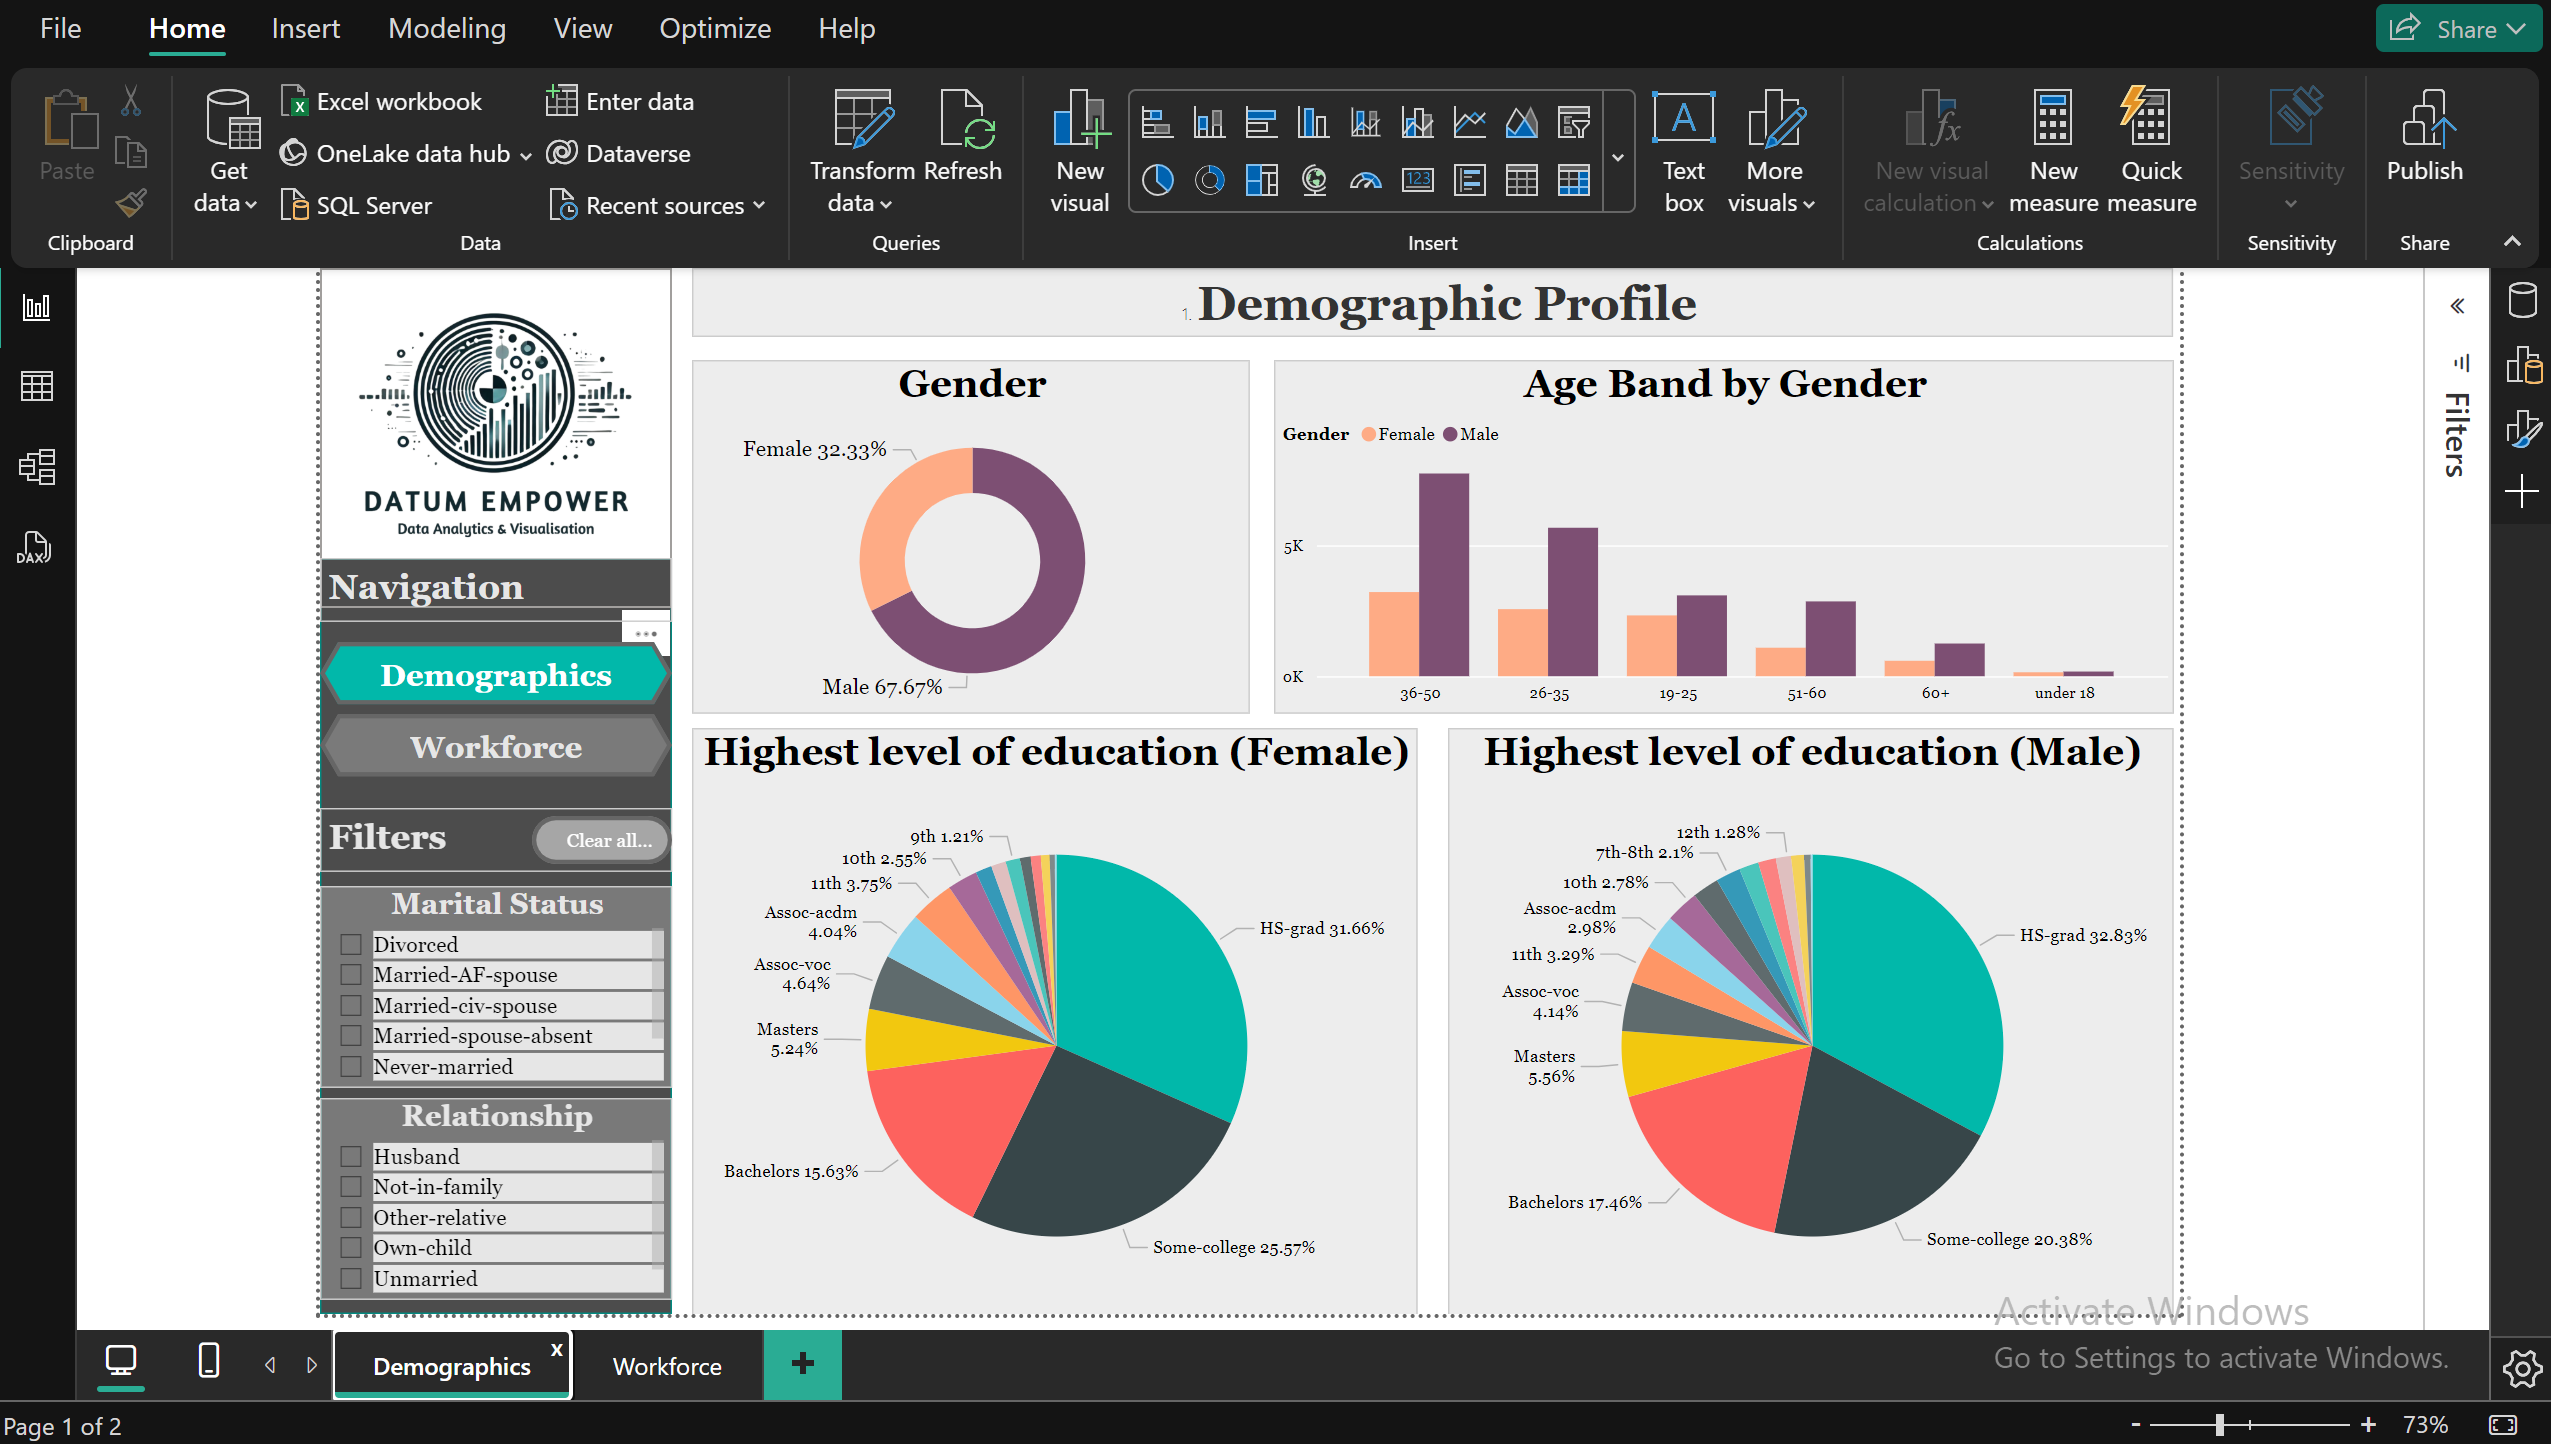 File Home Insert Modeling View Optimize Help
Share
Paste
Clipboard
Get data
Excel workbook
OneLake data hub
SQL Server
Enter data
Dataverse
Recent sources
Data
Transform data
Refresh
Queries
New visual
123
Text box
More visuals
Insert
New visual calculation
New measure
Quick measure
Calculations
Sensitivity
Sensitivity
Publish
Share
DAX
DATUM EMPOWER
Data Analytics & Visualisation
Navigation
Demographics
Workforce
Filters
Clear all...
Marital Status
Divorced
Married-AF-spouse
Married-civ-spouse
Married-spouse-absent
Never-married
Relationship
Husband
Not-in-family
Other-relative
Own-child
Unmarried
1. Demographic Profile
Gender
Female 32.33%
Male 67.67%
Age Band by Gender
Gender Female Male
5K
0K
36-50 26-35 19-25 51-60 60+ under 18
Highest level of education (Female)
9th 1.21%
10th 2.55%
11th 3.75%
Assoc-acdm
4.04%
Assoc-voc
4.64%
Masters
5.24%
Bachelors 15.63%
HS-grad 31.66%
Some-college 25.57%
Highest level of education (Male)
12th 1.28%
7th-8th 2.1%
10th 2.78%
Assoc-acdm
2.98%
11th 3.29%
Assoc-voc
4.14%
Masters
5.56%
Bachelors 17.46%
HS-grad 32.83%
Some-college 20.38%
Filters
Activate Windows
Go to Settings to activate Windows.
Demographics x
Workforce
+
Page 1 of 2
- + 73%